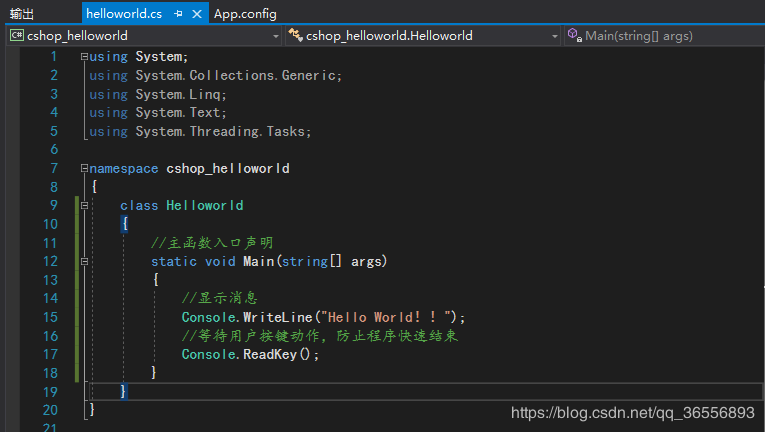 输出 helloworld.cs App.config
cshop_helloworld cshop_helloworld.Helloworld Main(string[] args)
1 using System;
2 using System.Collections.Generic;
3 using System.Linq;
4 using System.Text;
5 using System.Threading.Tasks;
6
7 namespace cshop_helloworld
8 {
9 class Helloworld
10 {
11 //主函数入口声明
12 static void Main(string[] args)
13 {
14 //显示消息
15 Console.WriteLine("Hello World！！");
16 //等待用户按键动作，防止程序快速结束
17 Console.ReadKey();
18 }
19 }
20 }
21
https://blog.csdn.net/qq_36556893